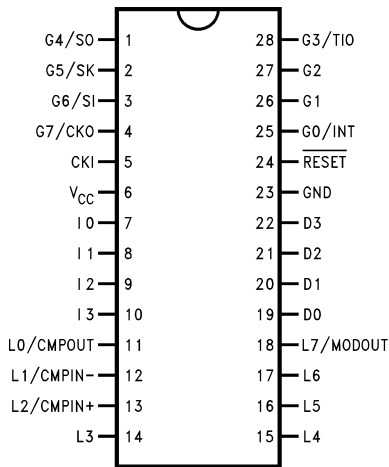 G4/SO 1 28 G3/TIO
G5/SK 2 27 G2
G6/SI 3 26 G1
G7/CKO 4 25 G0/INT
CKI 5 24 RESET
VCC 6 23 GND
I0 7 22 D3
I1 8 21 D2
I2 9 20 D1
I3 10 19 D0
L0/CMPOUT 11 18 L7/MODOUT
L1/CMPIN- 12 17 L6
L2/CMPIN+ 13 16 L5
L3 14 15 L4